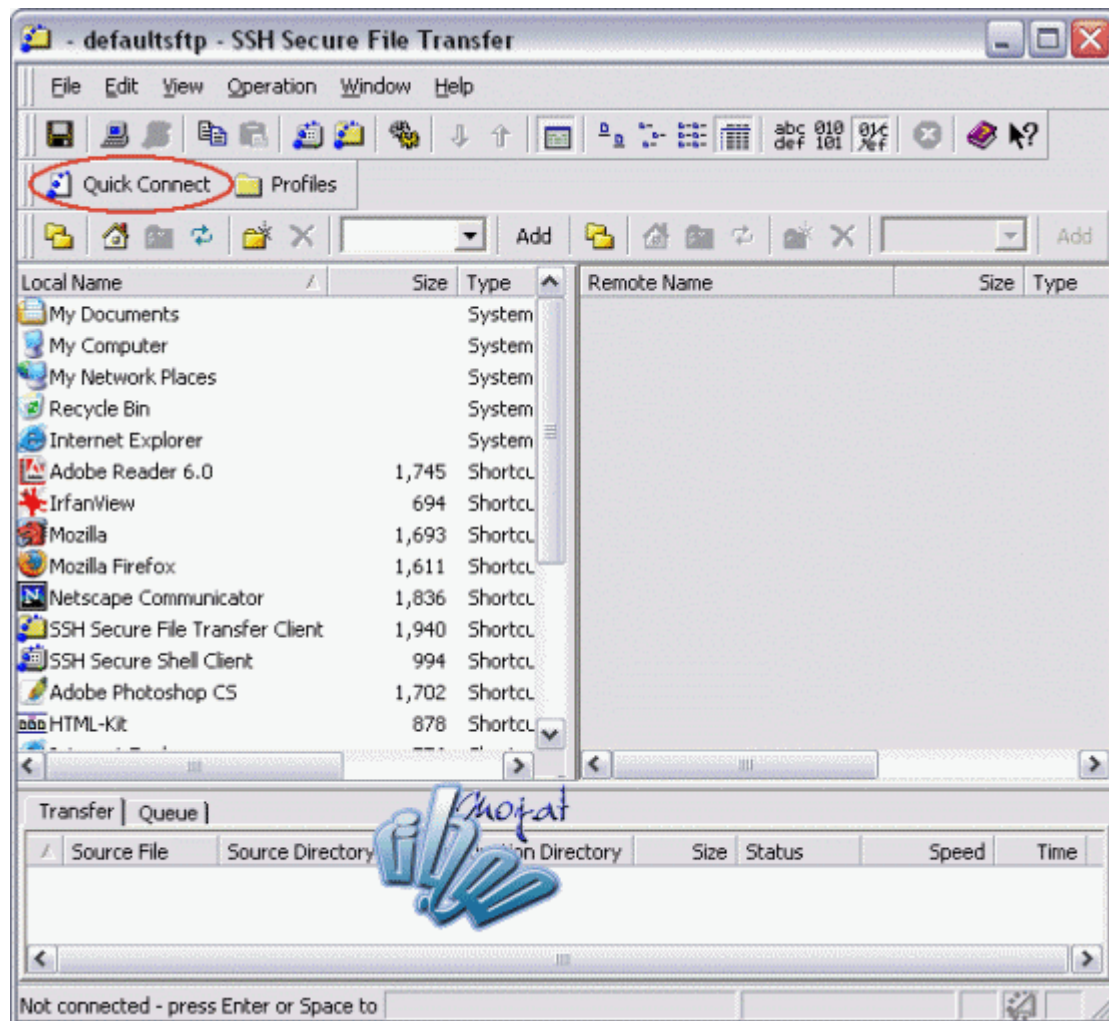 - defaultsftp - SSH Secure File Transfer
File Edit View Operation Window Help
abc def 010 101
Quick Connect Profiles
Add Add
Local Name Size Type Remote Name Size Type
My Documents System
My Computer System
My Network Places System
Recycle Bin System
Internet Explorer System
Adobe Reader 6.0 1,745 Shortcu
IrfanView 694 Shortcu
Mozilla 1,693 Shortcu
Mozilla Firefox 1,611 Shortcu
Netscape Communicator 1,836 Shortcu
SSH Secure File Transfer Client 1,940 Shortcu
SSH Secure Shell Client 994 Shortcu
Adobe Photoshop CS 1,702 Shortcu
HTML-Kit 878 Shortcu
Transfer Queue
Source File Source Directory Directory Size Status Speed Time
Not connected - press Enter or Space to